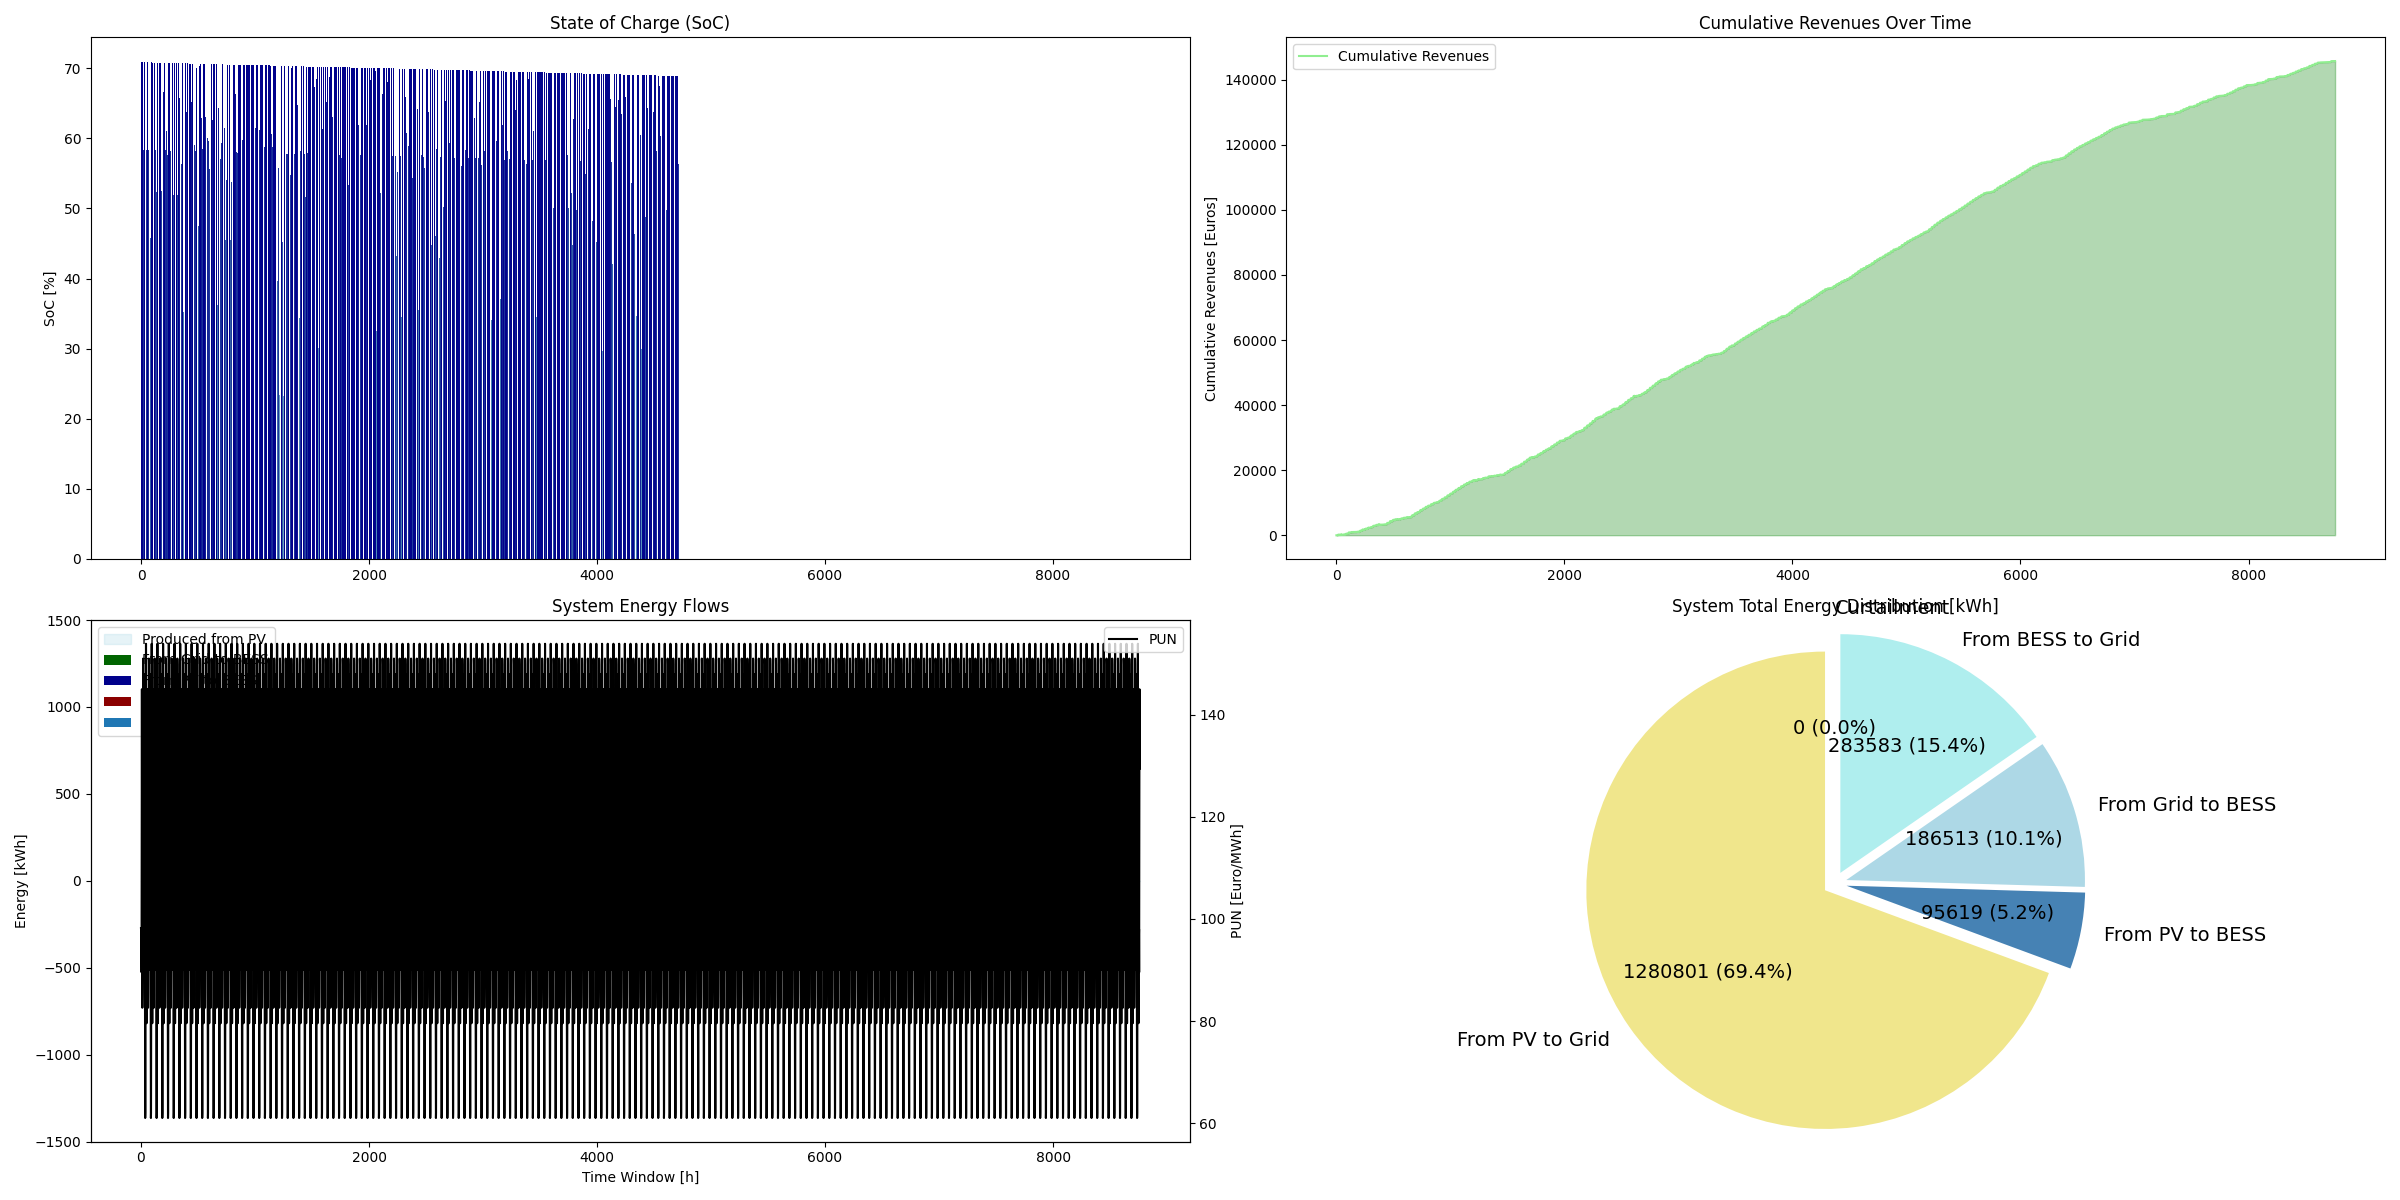 State of Charge (SoC)
SoC [%]
70
60
50
40
30
20
10
0
0
2000
4000
6000
8000
Cumulative Revenues Over Time
Cumulative Revenues
Cumulative Revenues [Euros]
140000
120000
100000
80000
60000
40000
20000
0
0
2000
4000
6000
8000
System Energy Flows
Produced from PV
PUN
Energy [kWh]
1500
1000
500
0
−500
−1000
−1500
140
120
100
80
60
PUN [Euro/MWh]
0
2000
4000
6000
8000
Time Window [h]
System Total Energy Distribution [kWh]
Curtailment
From BESS to Grid
0 (0.0%)
283583 (15.4%)
From Grid to BESS
186513 (10.1%)
95619 (5.2%)
From PV to BESS
1280801 (69.4%)
From PV to Grid